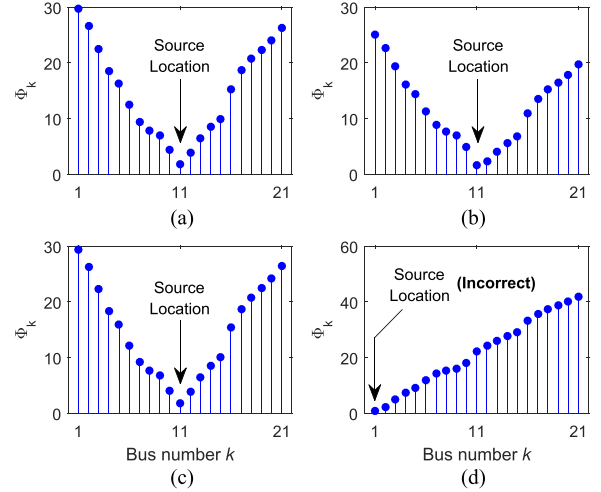 30
20
10
0
Φk
Source
Location
1
11
21
(a)
30
20
10
0
Φk
Source
Location
1
11
21
(b)
30
20
10
0
Φk
Source
Location
1
11
21
Bus number k
(c)
60
40
20
0
Φk
Source
Location
(Incorrect)
1
11
21
Bus number k
(d)